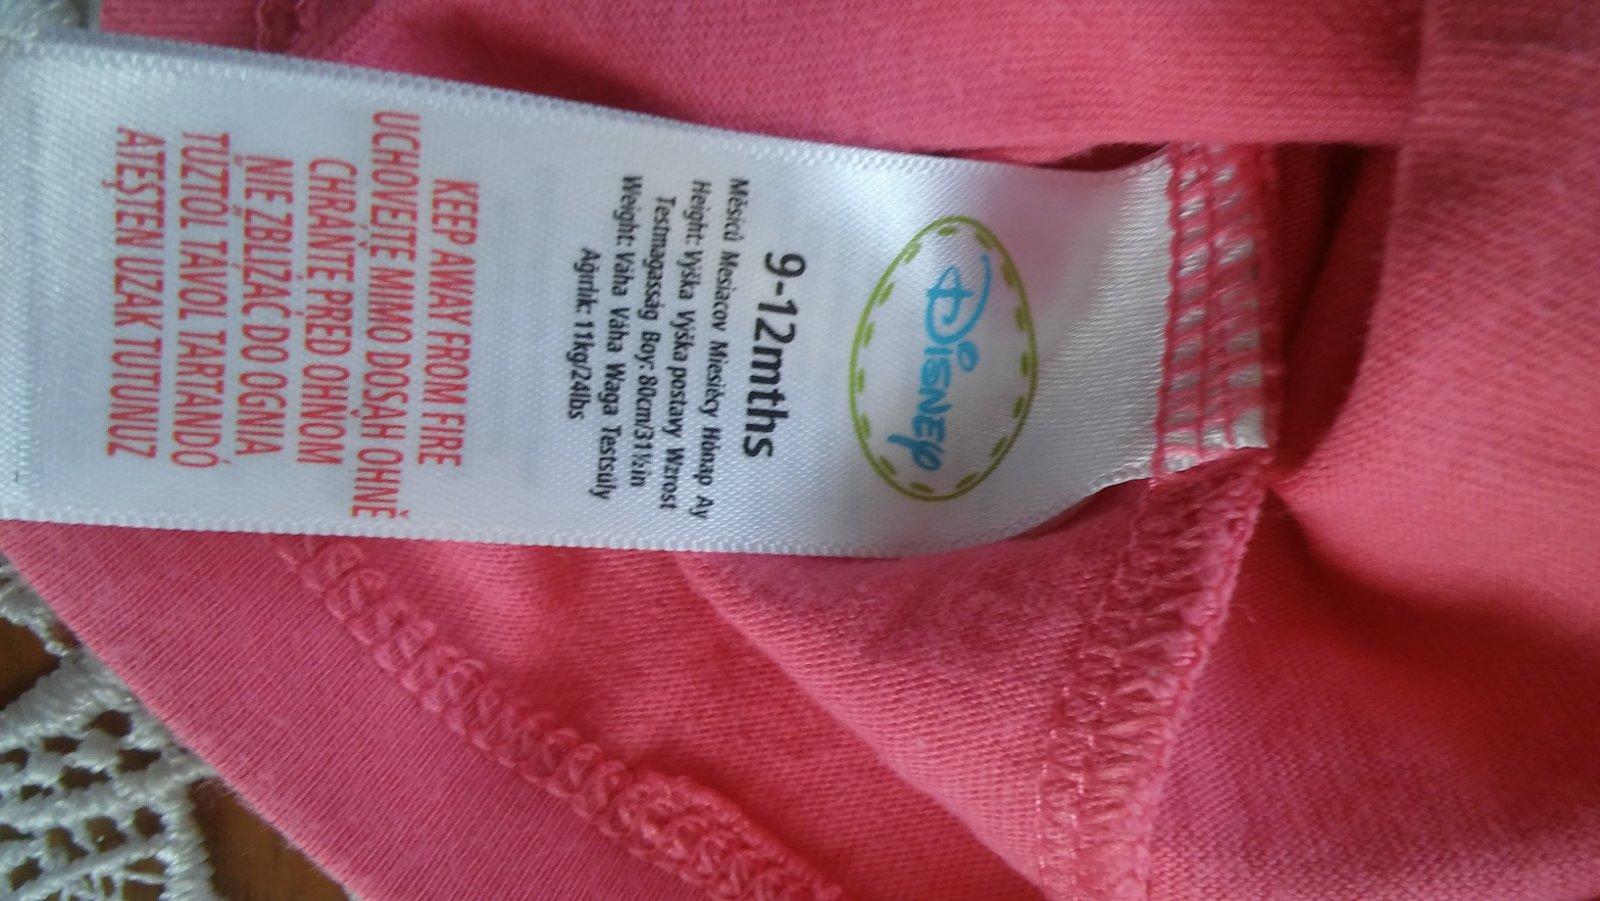 Disney
9-12mths
Měsíců Mesiacov Miesięcy Hónap Ay
Height: Výška Výška postavy Wzrost
Testmagasság Boy: 80cm/31½in
Weight: Váha Váha Waga Testsúly
Ağırlık: 11kg/24lbs
KEEP AWAY FROM FIRE
UCHOVEJTE MIMO DOSAH OHNĚ
CHRÁŇTE PRED OHŇOM
NIE ZBLIŻAĆ DO OGNIA
TŰZTŐL TÁVOL TARTANDÓ
ATEŞTEN UZAK TUTUNUZ